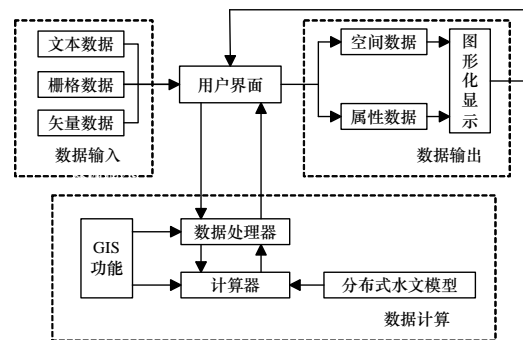 文本数据
栅格数据
矢量数据
数据输入
用户界面
空间数据
属性数据
图形化显示
数据输出
GIS
功能
数据处理器
计算器
分布式水文模型
数据计算